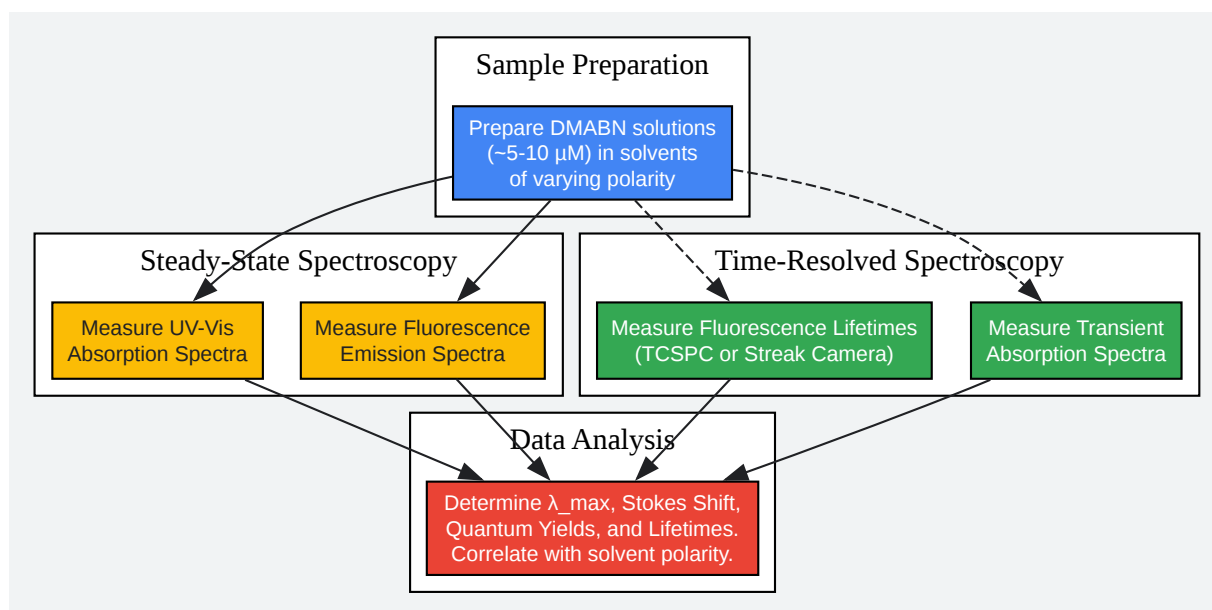 Sample Preparation
Prepare DMABN solutions
(~5-10 µM) in solvents
of varying polarity
Steady-State Spectroscopy
Measure UV-Vis
Absorption Spectra
Measure Fluorescence
Emission Spectra
Time-Resolved Spectroscopy
Measure Fluorescence Lifetimes
(TCSPC or Streak Camera)
Measure Transient
Absorption Spectra
Data Analysis
Determine λ_max, Stokes Shift,
Quantum Yields, and Lifetimes.
Correlate with solvent polarity.